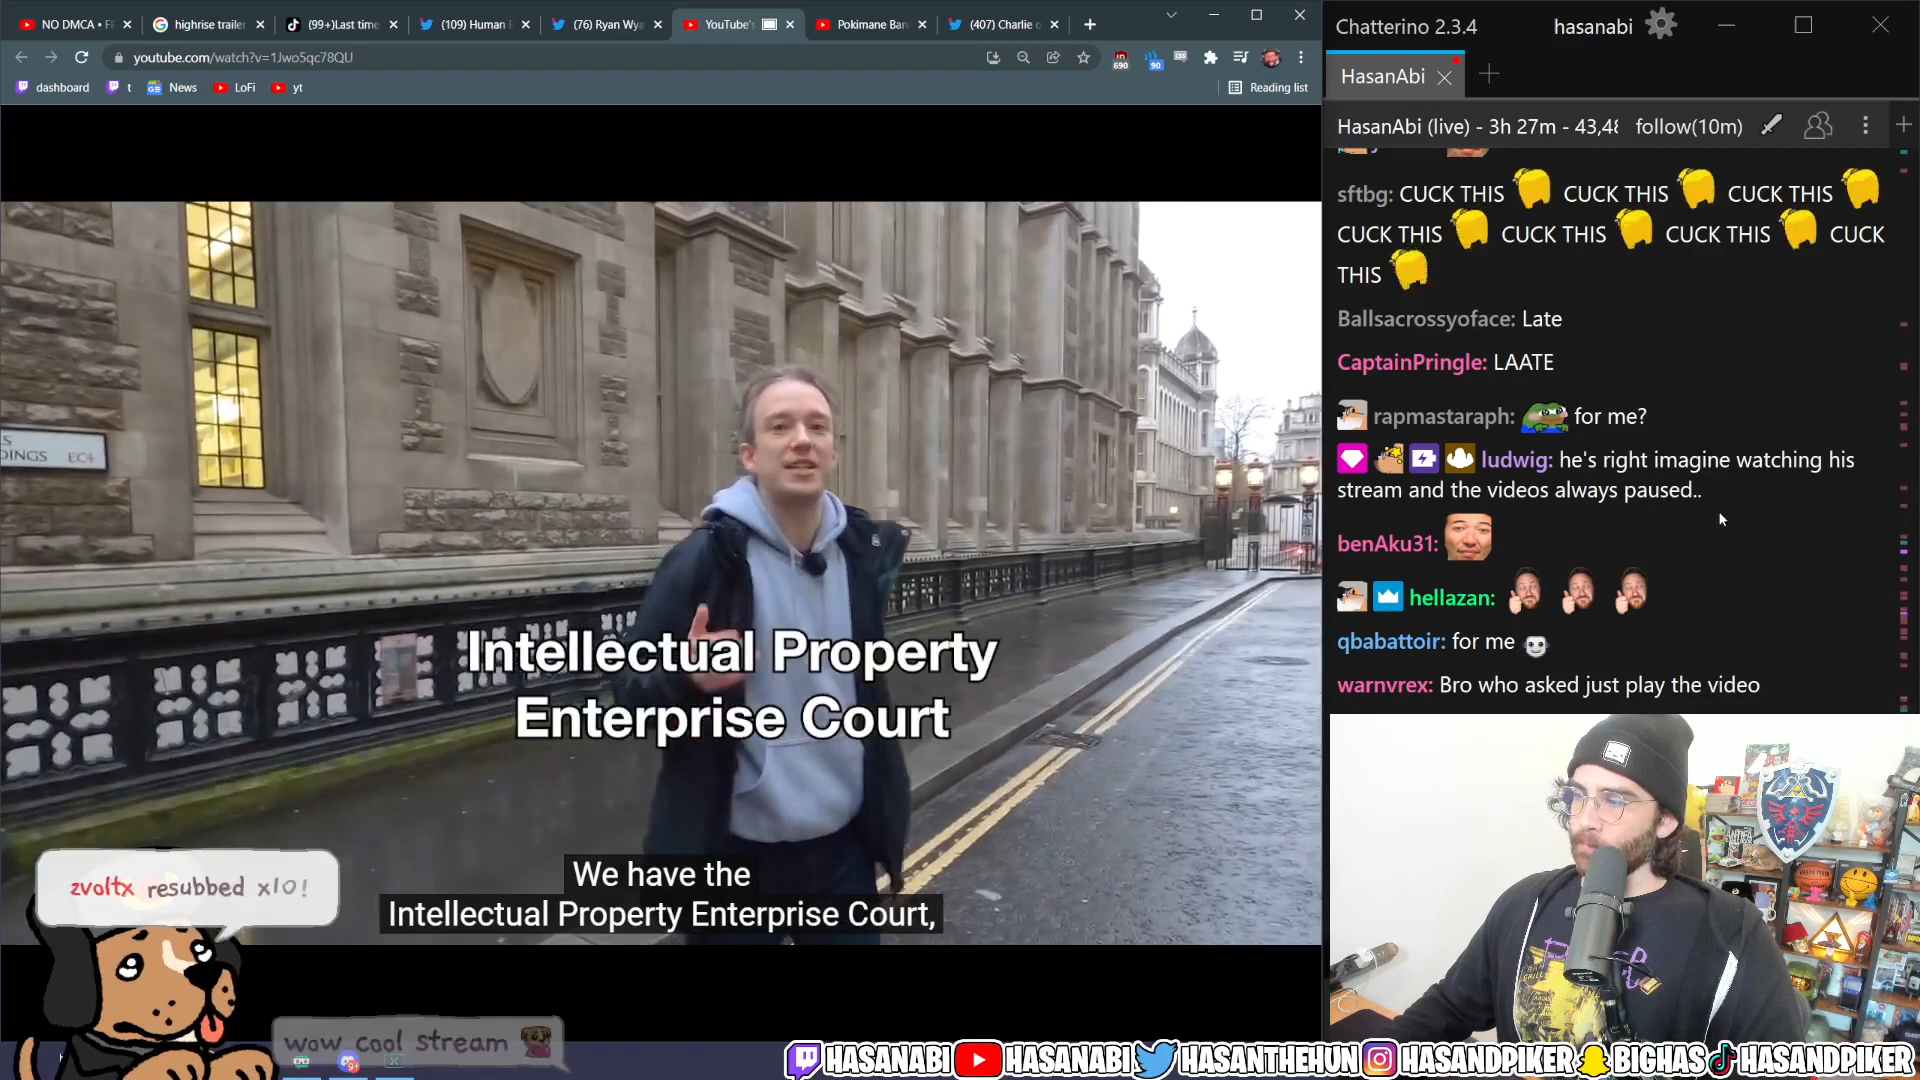 NO DMCA • F
highrise trailer
(99+)Last time
(109) Human
(76) Ryan Wya
YouTube's
Pokimane Ban
(407) Charlie
youtube.com/watch?v=1Jwo5qc78QU
690
90
dashboard
t
News
LoFi
yt
Reading list
INGS EC4
Intellectual Property
Enterprise Court
We have the
Intellectual Property Enterprise Court,
zvoltx resubbed x10!
wow cool stream
Chatterino 2.3.4
hasanabi
HasanAbi
HasanAbi (live) - 3h 27m - 43,48
follow(10m)
sftbg: CUCK THIS CUCK THIS CUCK THIS
CUCK THIS CUCK THIS CUCK THIS CUCK
THIS
Ballsacrossyoface: Late
CaptainPringle: LAATE
rapmastaraph: for me?
ludwig: he's right imagine watching his
stream and the videos always paused..
benAku31:
hellazan:
qbabattoir: for me
warnvrex: Bro who asked just play the video
HASANABI HASANABI HASANTHEHUN HASANDPIKER BIGHAS HASANDPIKER